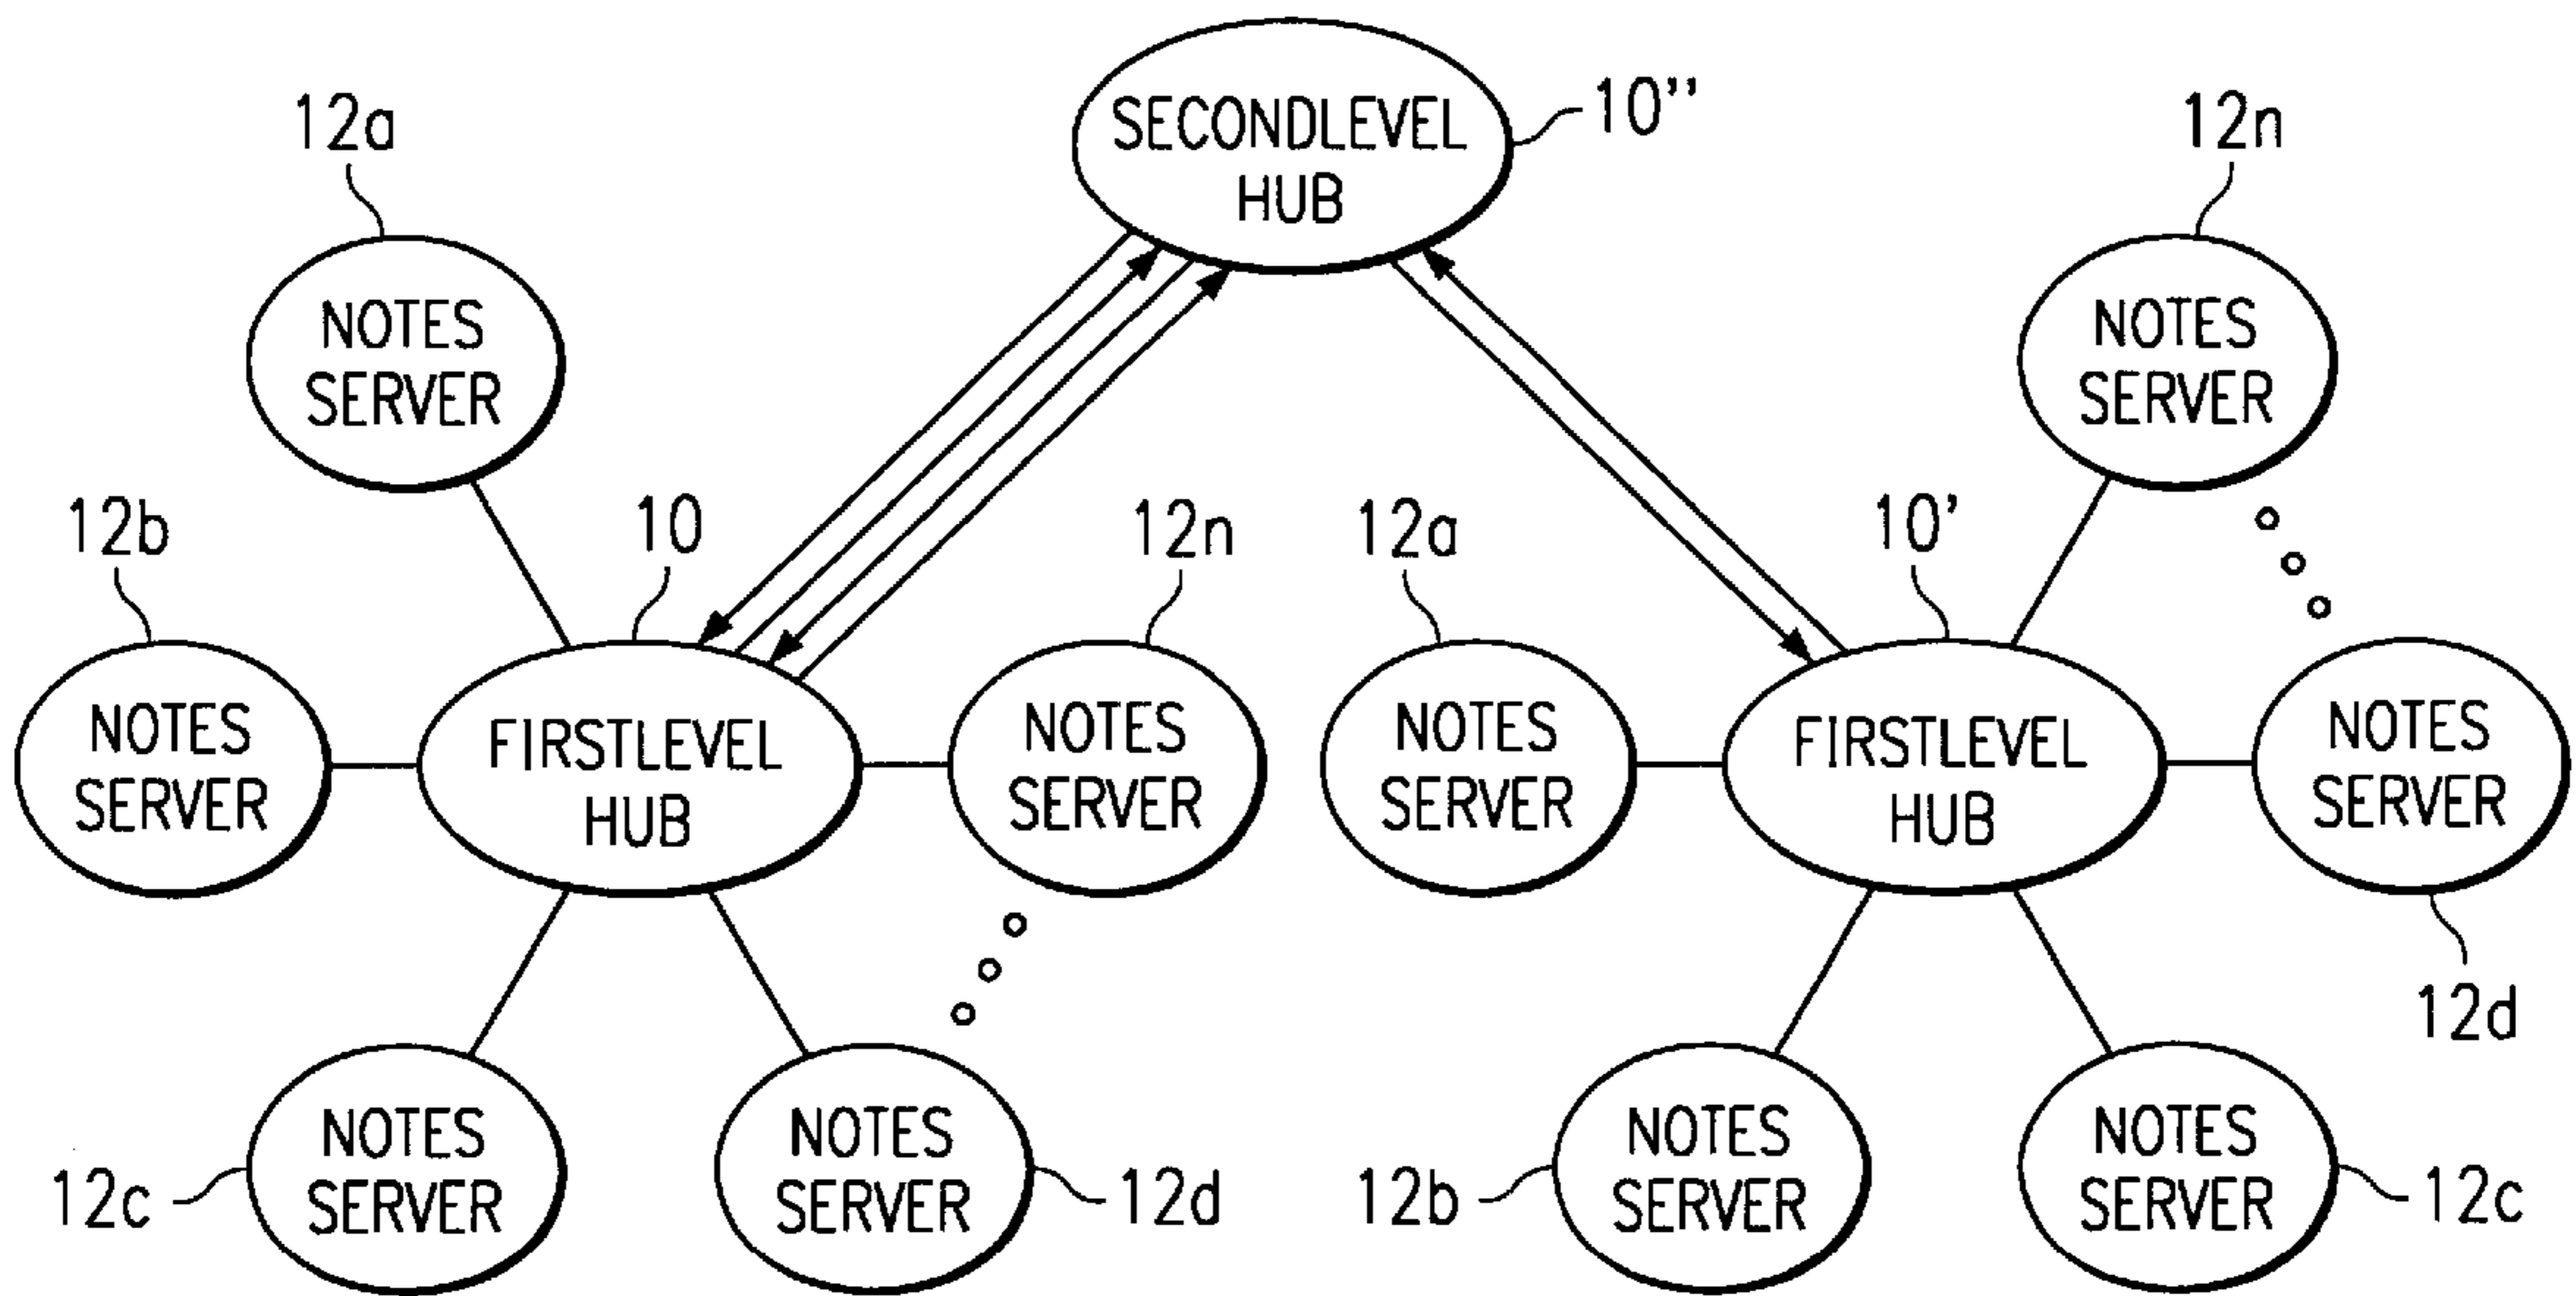 SECONDLEVEL
HUB
10"
12a
12n
NOTES
SERVER
NOTES
SERVER
12b
10
12n
12a
10'
NOTES
SERVER
FIRSTLEVEL
HUB
NOTES
SERVER
NOTES
SERVER
FIRSTLEVEL
HUB
NOTES
SERVER
12d
NOTES
SERVER
12c
NOTES
SERVER
12d
12b
NOTES
SERVER
NOTES
SERVER
12c